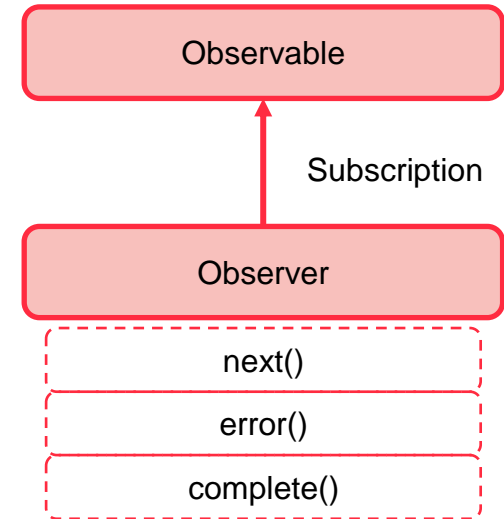 Observable
Subscription
Observer
next()
error()
complete()